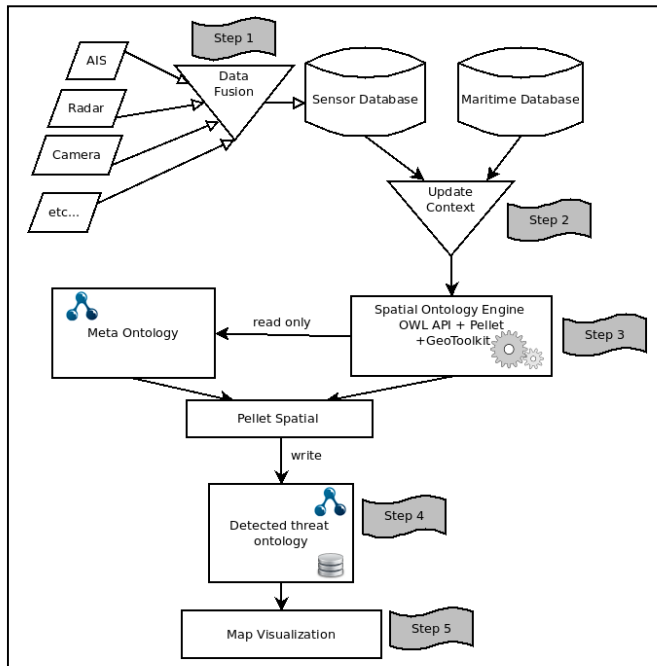 Step 1
AIS
Data
Fusion
Radar
Sensor Database
Maritime Database
Camera
etc...
Update
Context
Step 2
Meta Ontology
read only
Spatial Ontology Engine
OWL API + Pellet
+GeoToolkit
Step 3
Pellet Spatial
write
Detected threat
ontology
Step 4
Map Visualization
Step 5